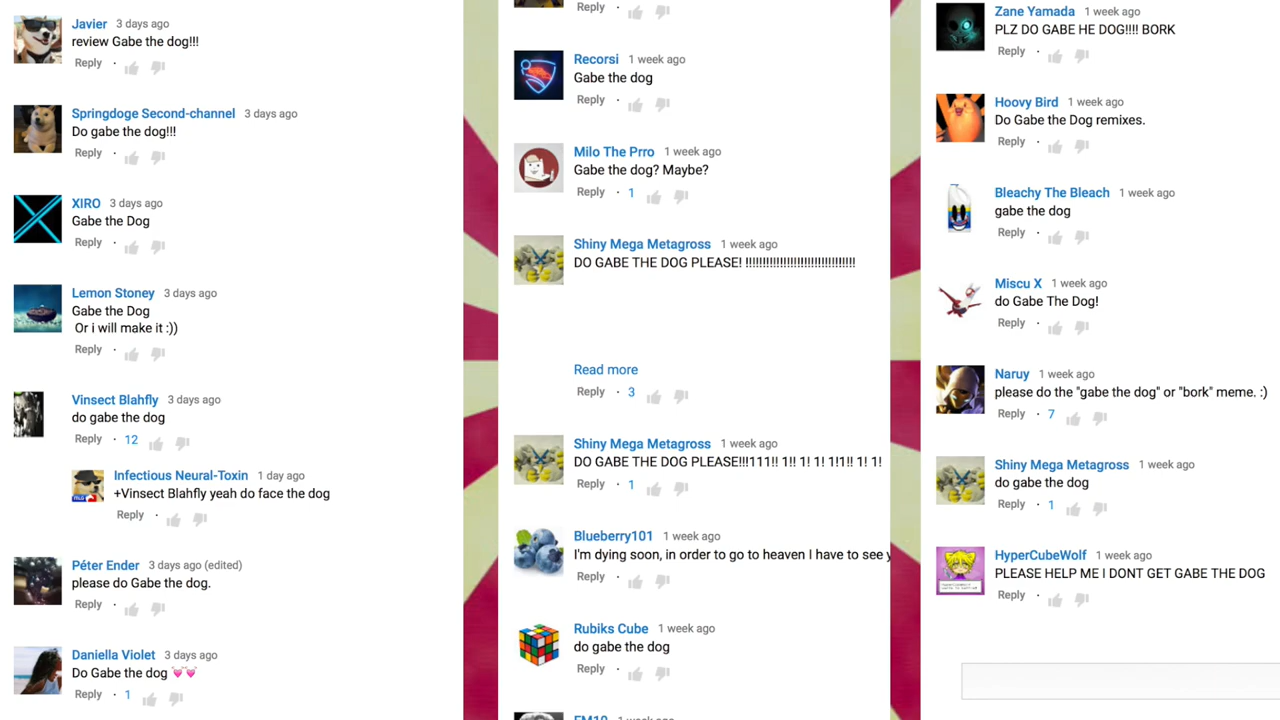 Javier 3 days ago
review Gabe the dog!!!
Reply ·
Springdoge Second-channel 3 days ago
Do gabe the dog!!!
Reply ·
XIRO 3 days ago
Gabe the Dog
Reply ·
Lemon Stoney 3 days ago
Gabe the Dog
Or i will make it :))
Reply ·
Vinsect Blahfly 3 days ago
do gabe the dog
Reply · 12
Infectious Neural-Toxin 1 day ago
+Vinsect Blahfly yeah do face the dog
Reply ·
Péter Ender 3 days ago (edited)
please do Gabe the dog.
Reply ·
Daniella Violet 3 days ago
Do Gabe the dog 💓💓
Reply · 1
Reply ·
Recorsi 1 week ago
Gabe the dog
Reply ·
Milo The Prro 1 week ago
Gabe the dog? Maybe?
Reply · 1
Shiny Mega Metagross 1 week ago
DO GABE THE DOG PLEASE! !!!!!!!!!!!!!!!!!!!!!!!!!!!!!!!!
Read more
Reply · 3
Shiny Mega Metagross 1 week ago
DO GABE THE DOG PLEASE!!!111!! 1!! 1! 1! 1!1!! 1! 1!
Reply · 1
Blueberry101 1 week ago
I'm dying soon, in order to go to heaven I have to see
Reply ·
Rubiks Cube 1 week ago
do gabe the dog
Reply ·
1 week ago
Zane Yamada 1 week ago
PLZ DO GABE HE DOG!!!! BORK
Reply ·
Hoovy Bird 1 week ago
Do Gabe the Dog remixes.
Reply ·
Bleachy The Bleach 1 week ago
gabe the dog
Reply ·
Miscu X 1 week ago
do Gabe The Dog!
Reply ·
Naruy 1 week ago
please do the "gabe the dog" or "bork" meme. :)
Reply · 7
Shiny Mega Metagross 1 week ago
do gabe the dog
Reply · 1
HyperCubeWolf 1 week ago
PLEASE HELP ME I DONT GET GABE THE DOG
Reply ·